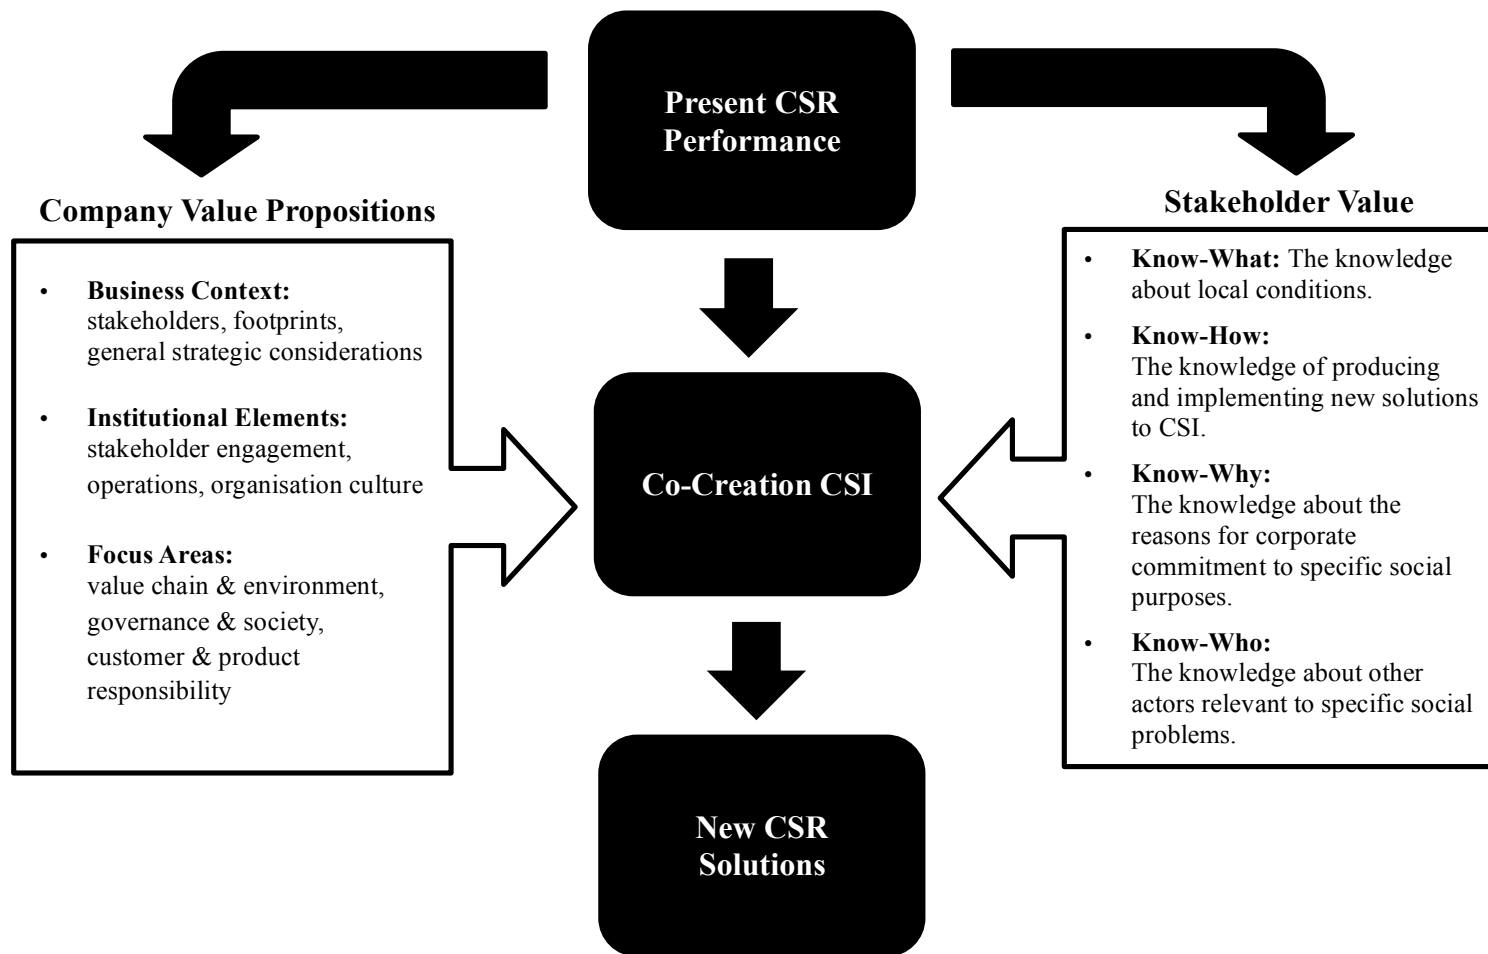 Present CSR
Performance
Company Value Propositions
• Business Context:
stakeholders, footprints,
general strategic considerations
• Institutional Elements:
stakeholder engagement,
operations, organisation culture
• Focus Areas:
value chain & environment,
governance & society,
customer & product
responsibility
Co-Creation CSI
New CSR
Solutions
Stakeholder Value
• Know-What: The knowledge
about local conditions.
• Know-How:
The knowledge of producing
and implementing new solutions
to CSI.
• Know-Why:
The knowledge about the
reasons for corporate
commitment to specific social
purposes.
• Know-Who:
The knowledge about other
actors relevant to specific social
problems.